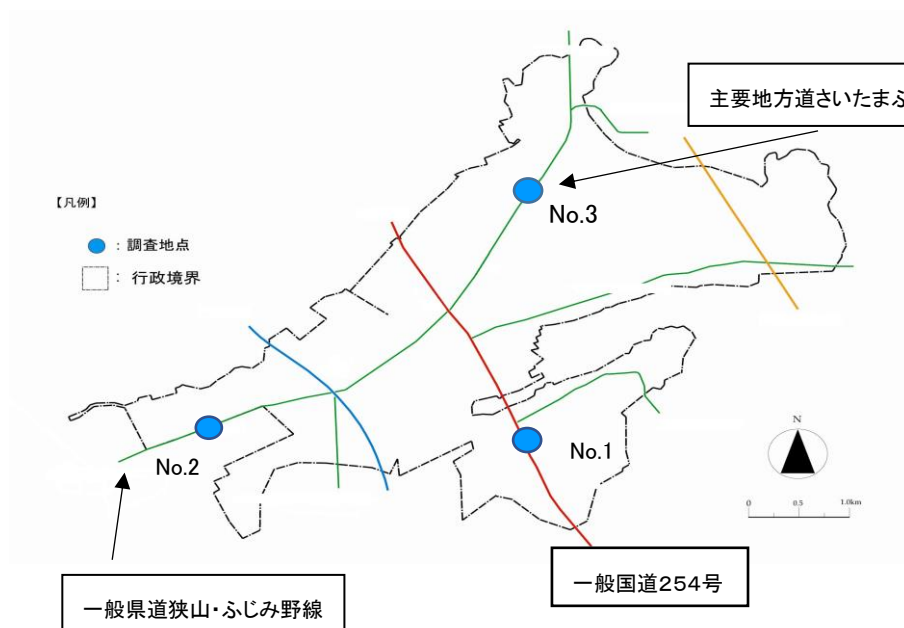 主要地方道さいたまふ
【凡例】
：調査地点
：行政境界
No.3
No.2
No.1
N
0 0.5 1.0km
一般国道254号
一般県道狭山・ふじみ野線